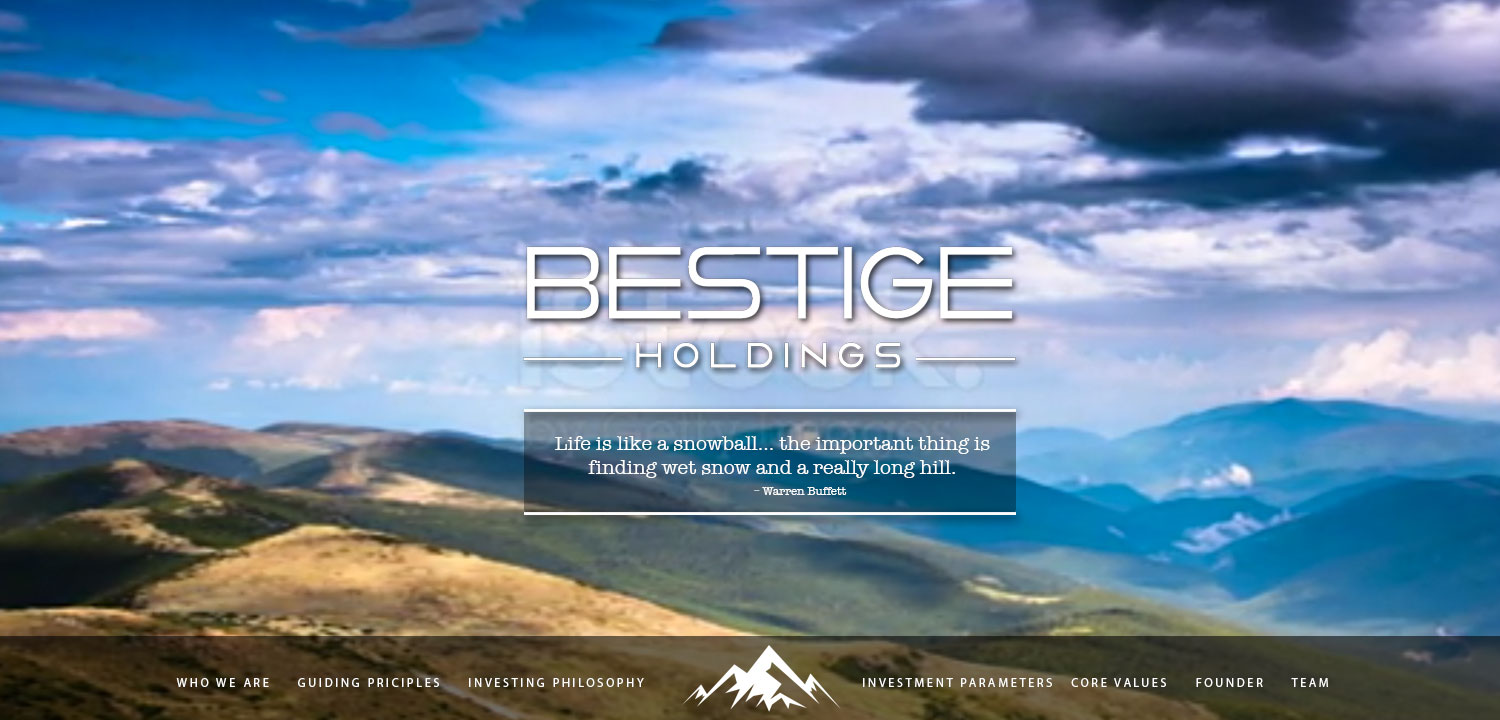 BESTIGE
HOLDINGS
iStock.
Life is like a snowball... the important thing is
finding wet snow and a really long hill.
– Warren Buffett
WHO WE ARE GUIDING PRICIPLES INVESTING PHILOSOPHY INVESTMENT PARAMETERS CORE VALUES FOUNDER TEAM